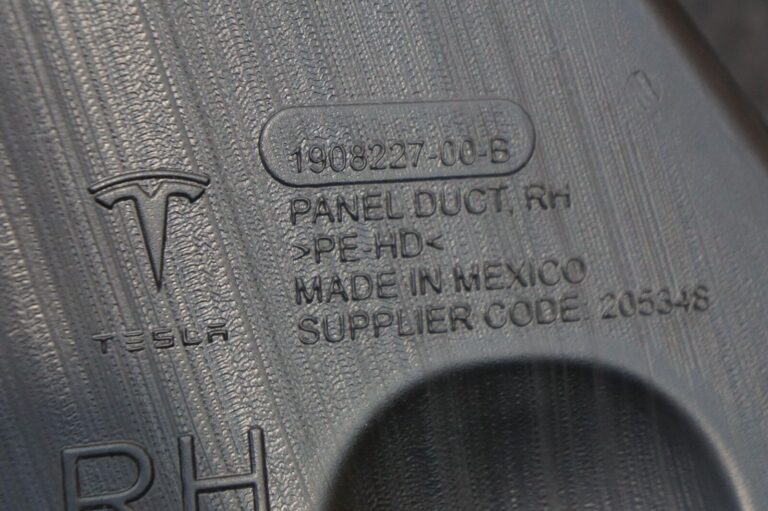 1908227-00-B
PANEL DUCT, RH
>PE-HD<
MADE IN MEXICO
SUPPLIER CODE: 205348
TESLA
RH